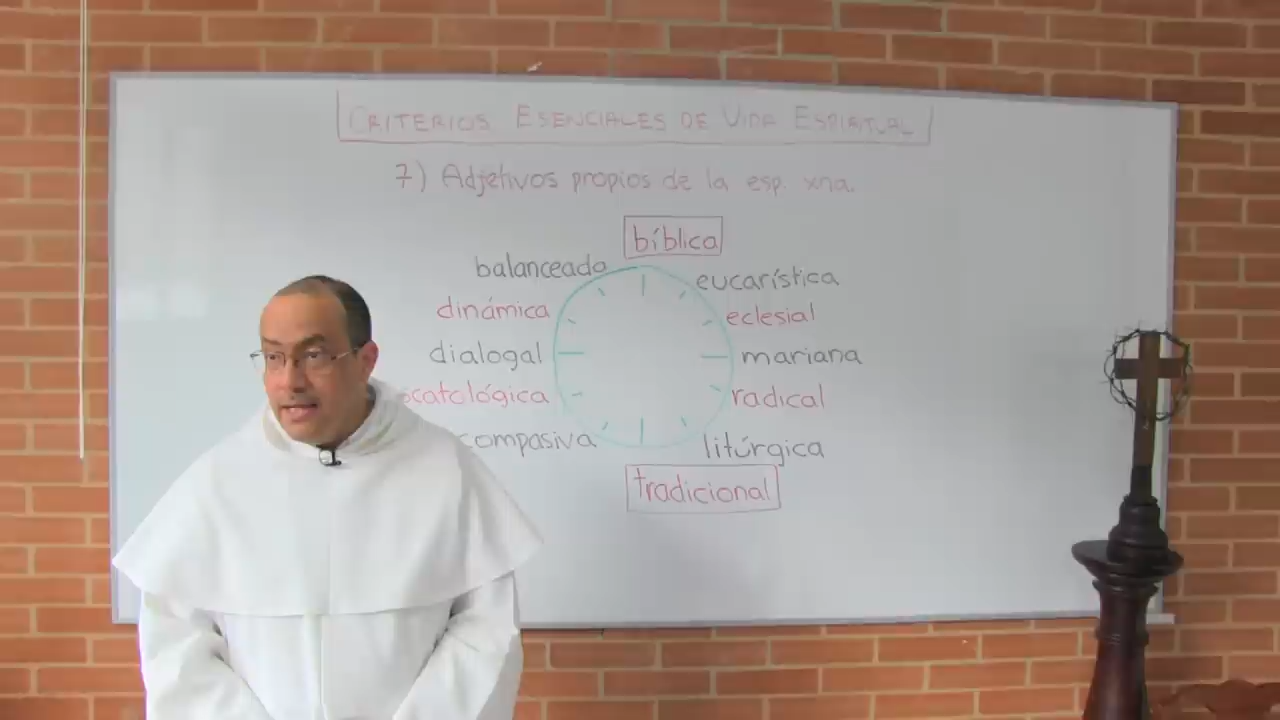 CRITERIOS ESENCIALES DE VIDA ESPIRITUAL
7) Adjetivos propios de la esp. xna.
bíblica
balanceada eucarística
dinámica eclesial
dialogal mariana
scatológica radical
compasiva litúrgica
tradicional